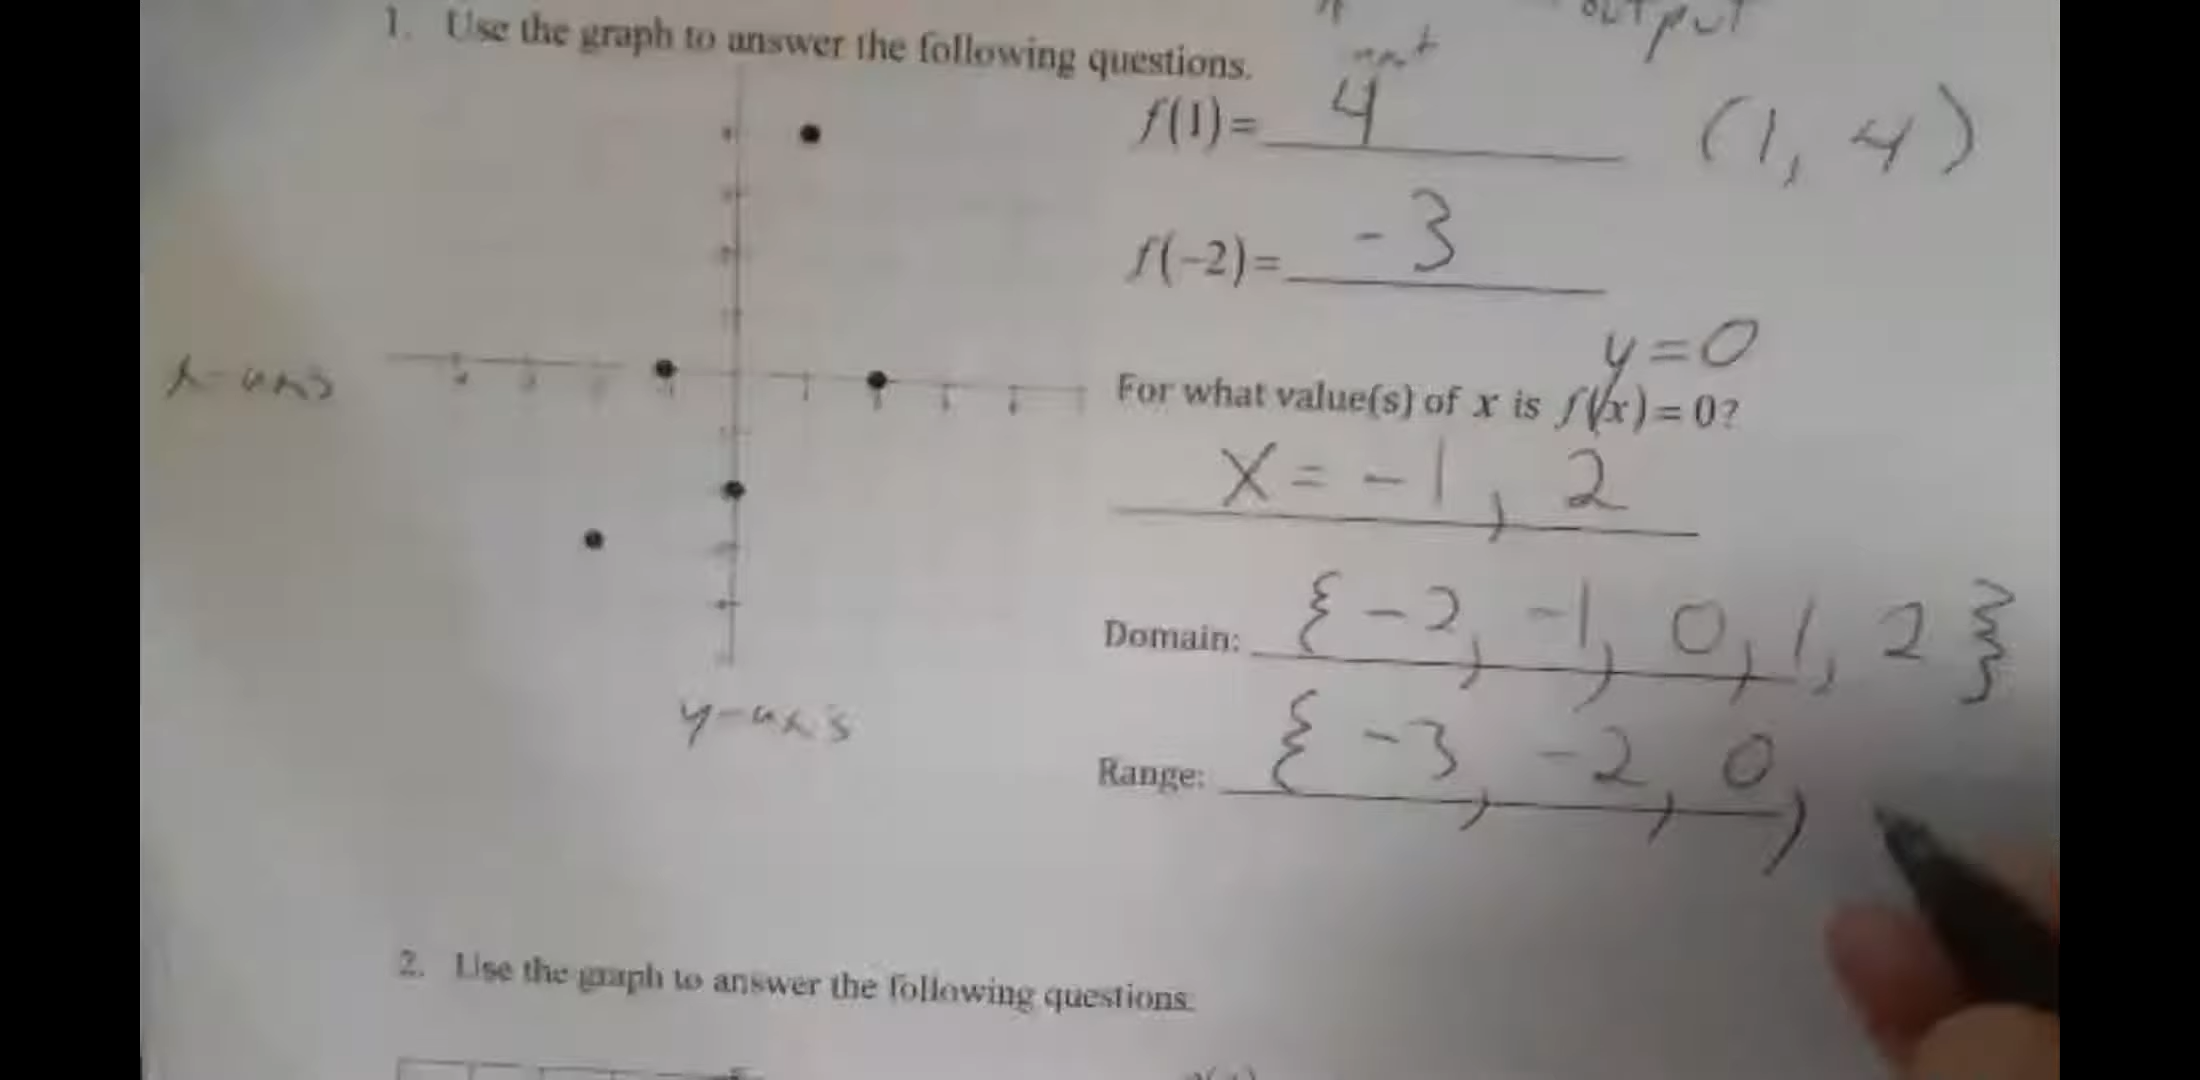 output
1. Use the graph to answer the following questions.
input
f(1)= 4 (1, 4)
f(-2)= -3
y=0
x-axis
For what value(s) of x is f(x)=0?
X = -1, 2
Domain: {-2, -1, 0, 1, 2}
y-axis
Range: {-3, -2, 0,
2. Use the graph to answer the following questions.